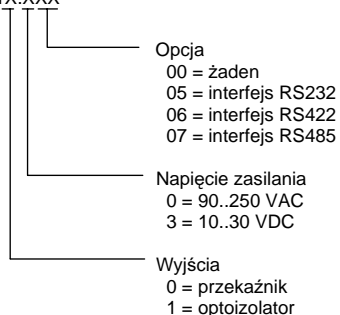 Opcja
00 = żaden
05 = interfejs RS232
06 = interfejs RS422
07 = interfejs RS485
Napięcie zasilania
0 = 90..250 VAC
3 = 10..30 VDC
Wyjścia
0 = przekaźnik
1 = optoizolator